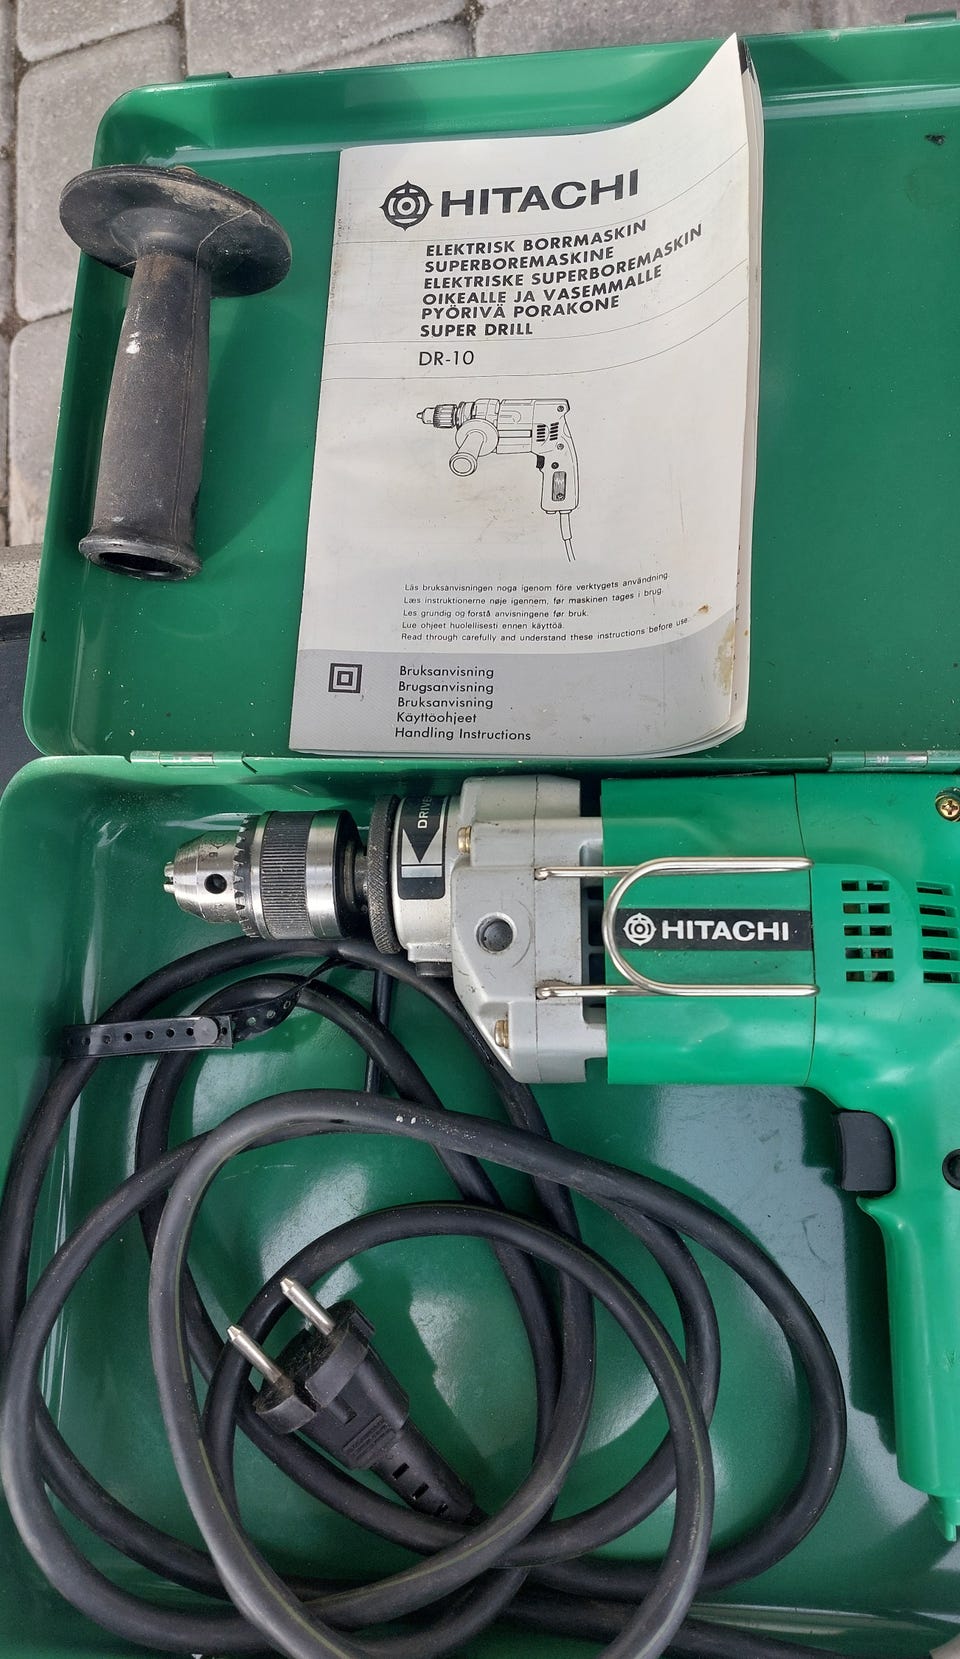 HITACHI
ELEKTRISK BORRMASKIN
SUPERBOREMASKINE
ELEKTRISKE SUPERBOREMASKIN
OIKEALLE JA VASEMMALLE
PYÖRIVÄ PORAKONE
SUPER DRILL
DR-10
Läs bruksanvisningen noga igenom före verktygets användning.
Læs instruktionerne nøje igennem, før maskinen tages i brug.
Les grundig og forstå anvisningene før bruk.
Lue ohjeet huolellisesti ennen käyttöä.
Read through carefully and understand these instructions before use.
Bruksanvisning
Brugsanvisning
Bruksanvisning
Käyttöohjeet
Handling Instructions
HITACHI